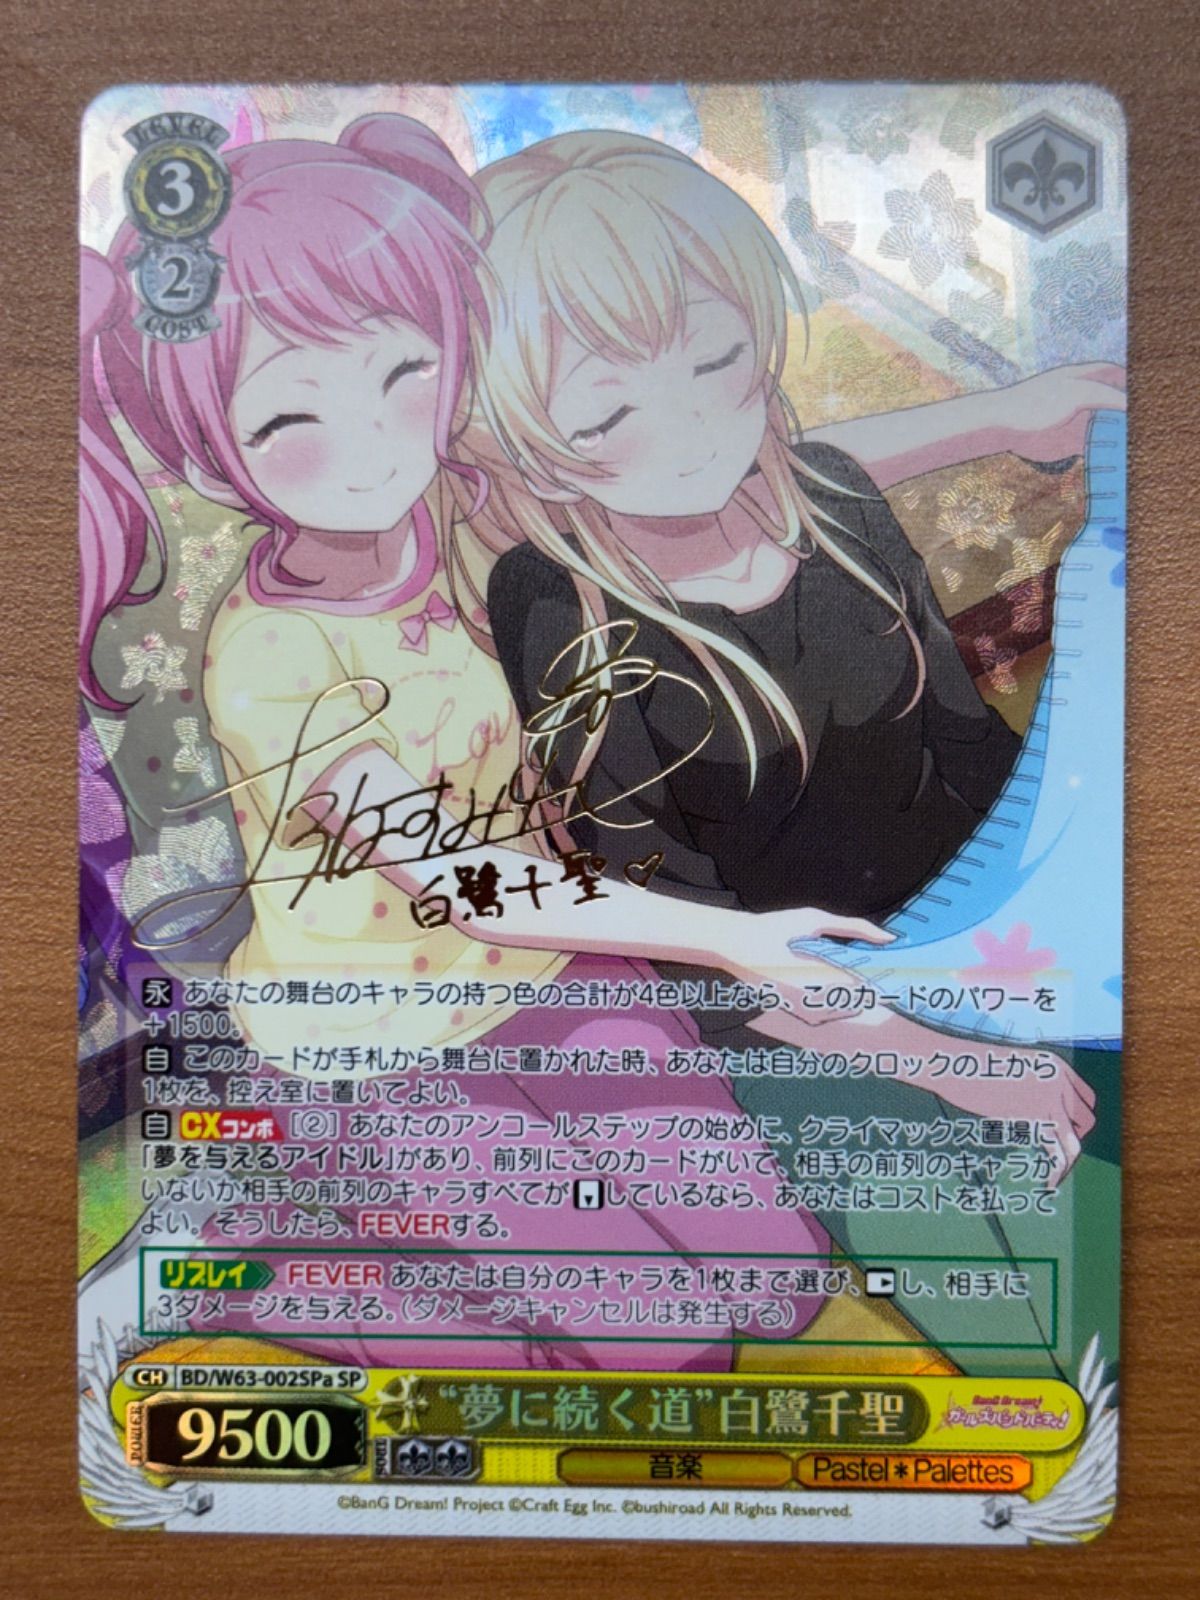 LEVEL
3
2
COST
白鷺千聖♡
永 あなたの舞台のキャラの持つ色の合計が4色以上なら、このカードのパワーを
+1500。
自 このカードが手札から舞台に置かれた時、あなたは自分のクロックの上から
1枚を、控え室に置いてよい。
自 CXコンボ [②] あなたのアンコールステップの始めに、クライマックス置場に
「夢を与えるアイドル」があり、前列にこのカードがいて、相手の前列のキャラが
いないか相手の前列のキャラすべてが▼しているなら、あなたはコストを払って
よい。そうしたら、FEVERする。
リプレイ FEVER あなたは自分のキャラを1枚まで選び、▶し、相手に
3ダメージを与える。(ダメージキャンセルは発生する)
CH BD/W63-002SPa SP
POWER 9500
“夢に続く道”白鷺千聖
BanG Dream!
ガールズバンドパーティ!
SOUL
音楽 Pastel＊Palettes
©BanG Dream! Project ©Craft Egg Inc. ©bushiroad All Rights Reserved.